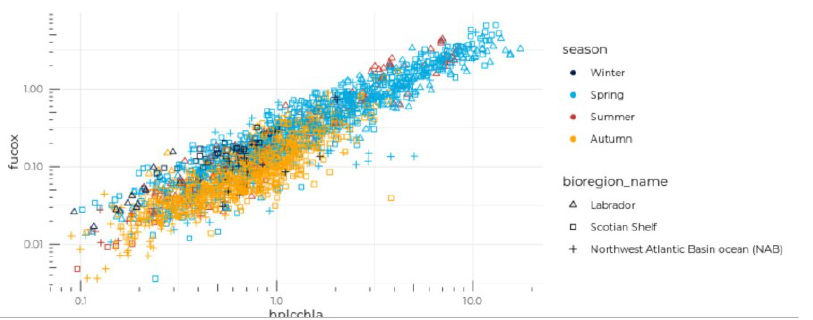 season
Winter
Spring
Summer
Autumn
bioregion_name
Labrador
Scotian Shelf
Northwest Atlantic Basin ocean (NAB)
fucox
1.00
0.10
0.01
0.1
1.0
10.0
hplcchla